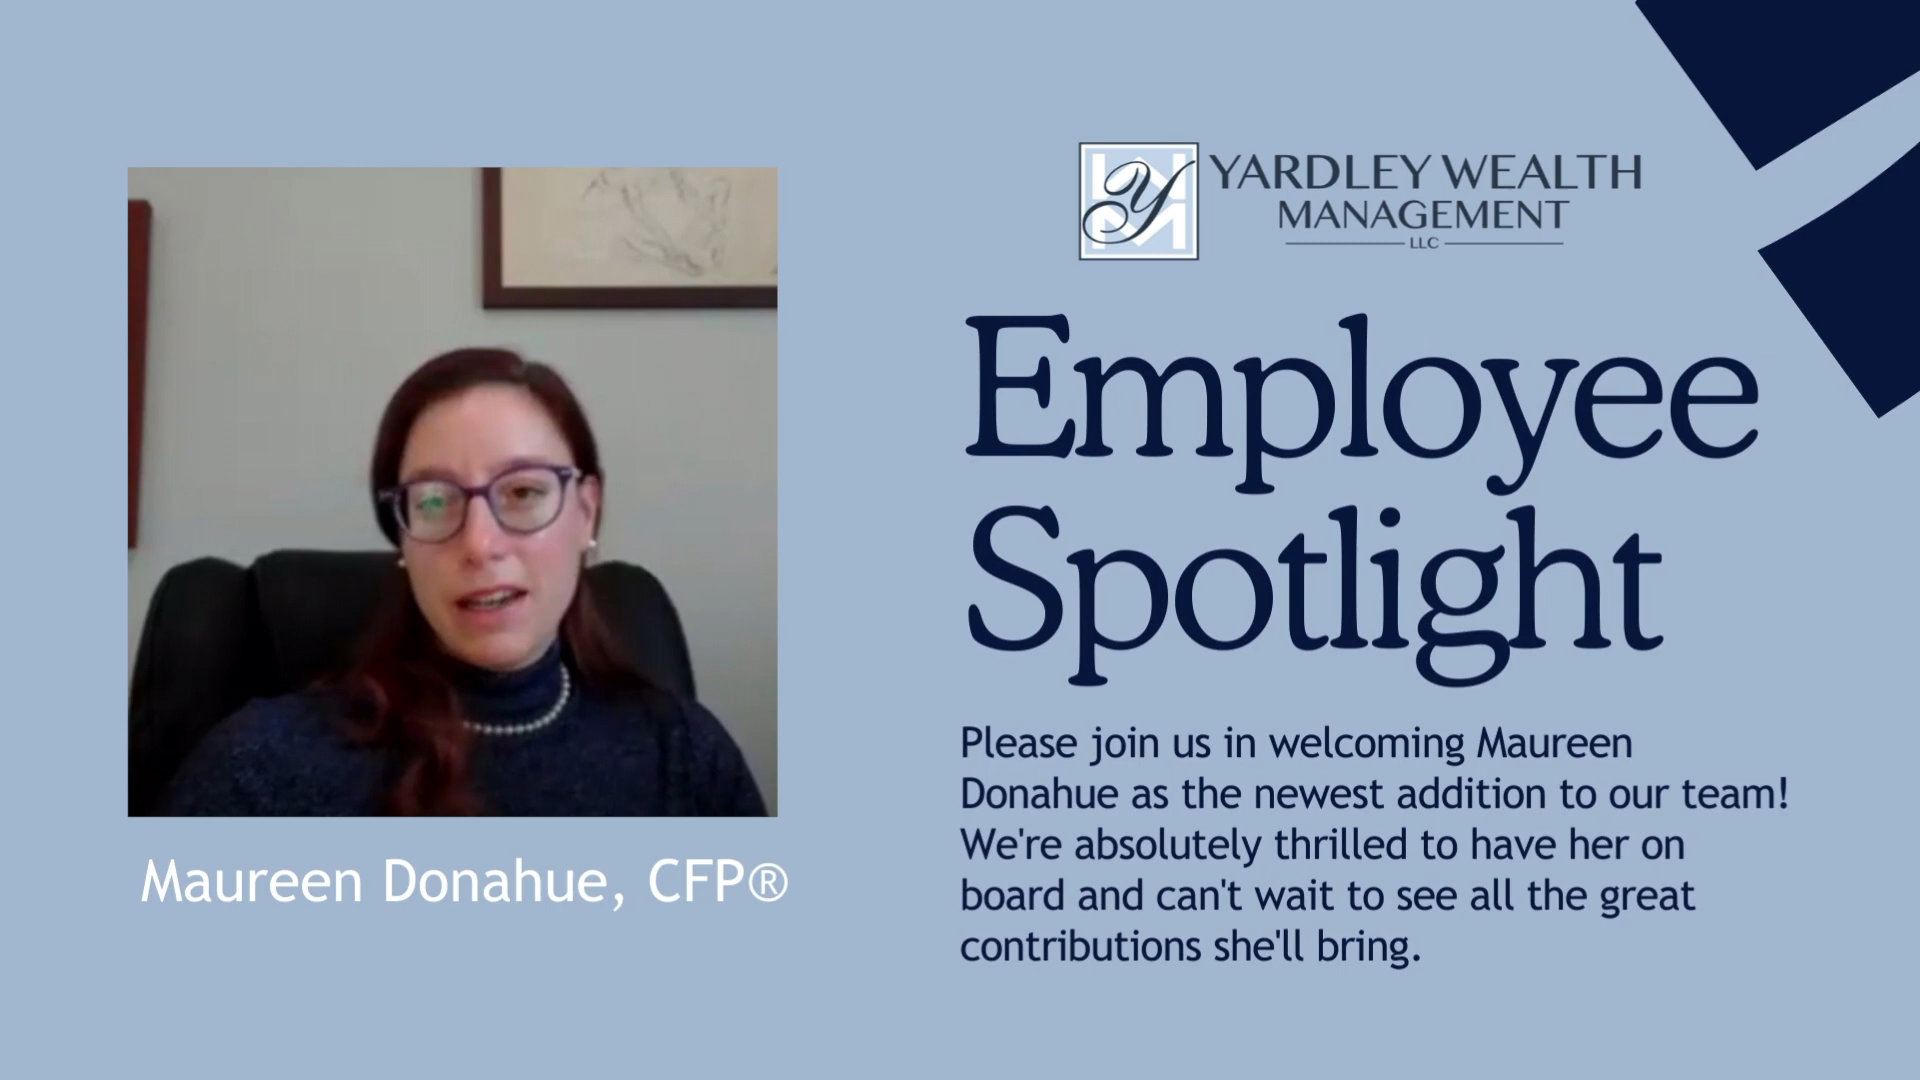 YARDLEY WEALTH
MANAGEMENT
LLC
Employee
Spotlight
Please join us in welcoming Maureen
Donahue as the newest addition to our team!
We're absolutely thrilled to have her on
board and can't wait to see all the great
contributions she'll bring.
Maureen Donahue, CFP®